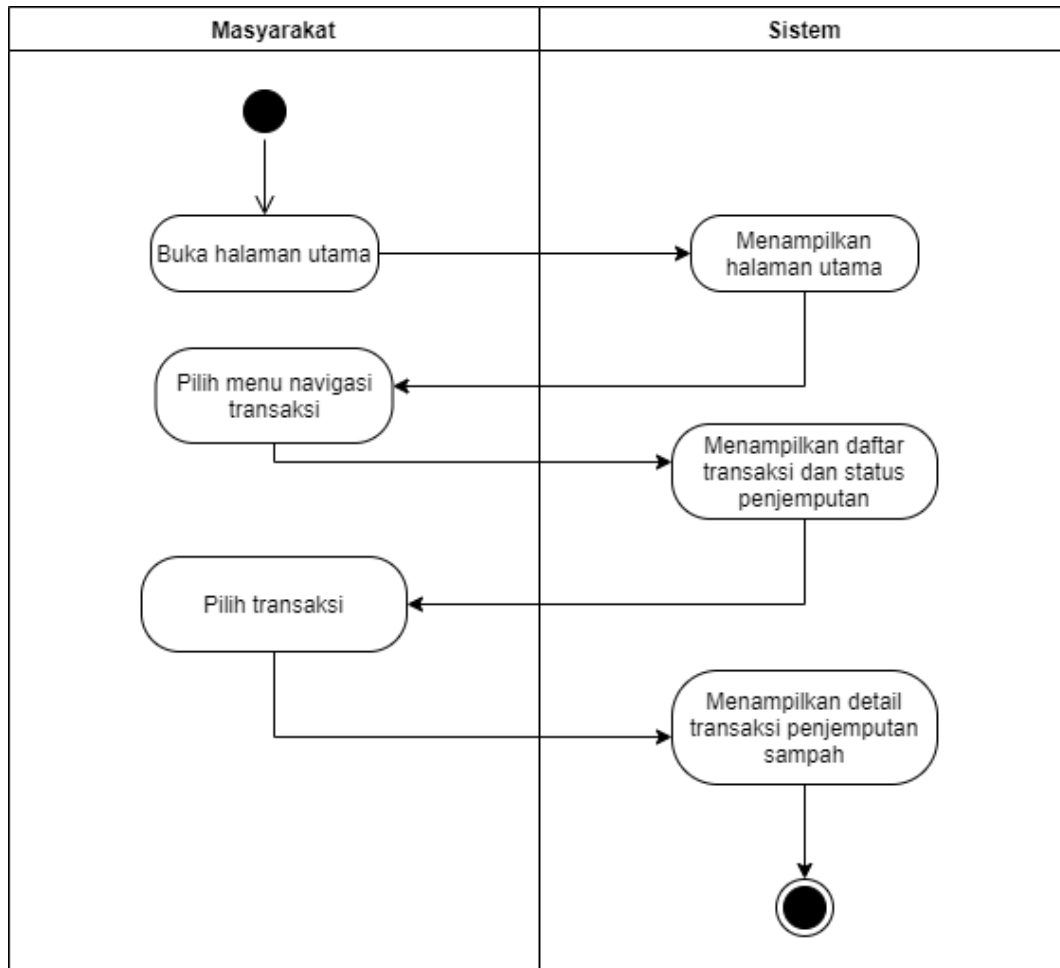 Masyarakat
Sistem
Buka halaman utama
Menampilkan
halaman utama
Pilih menu navigasi
transaksi
Menampilkan daftar
transaksi dan status
penjemputan
Pilih transaksi
Menampilkan detail
transaksi penjemputan
sampah